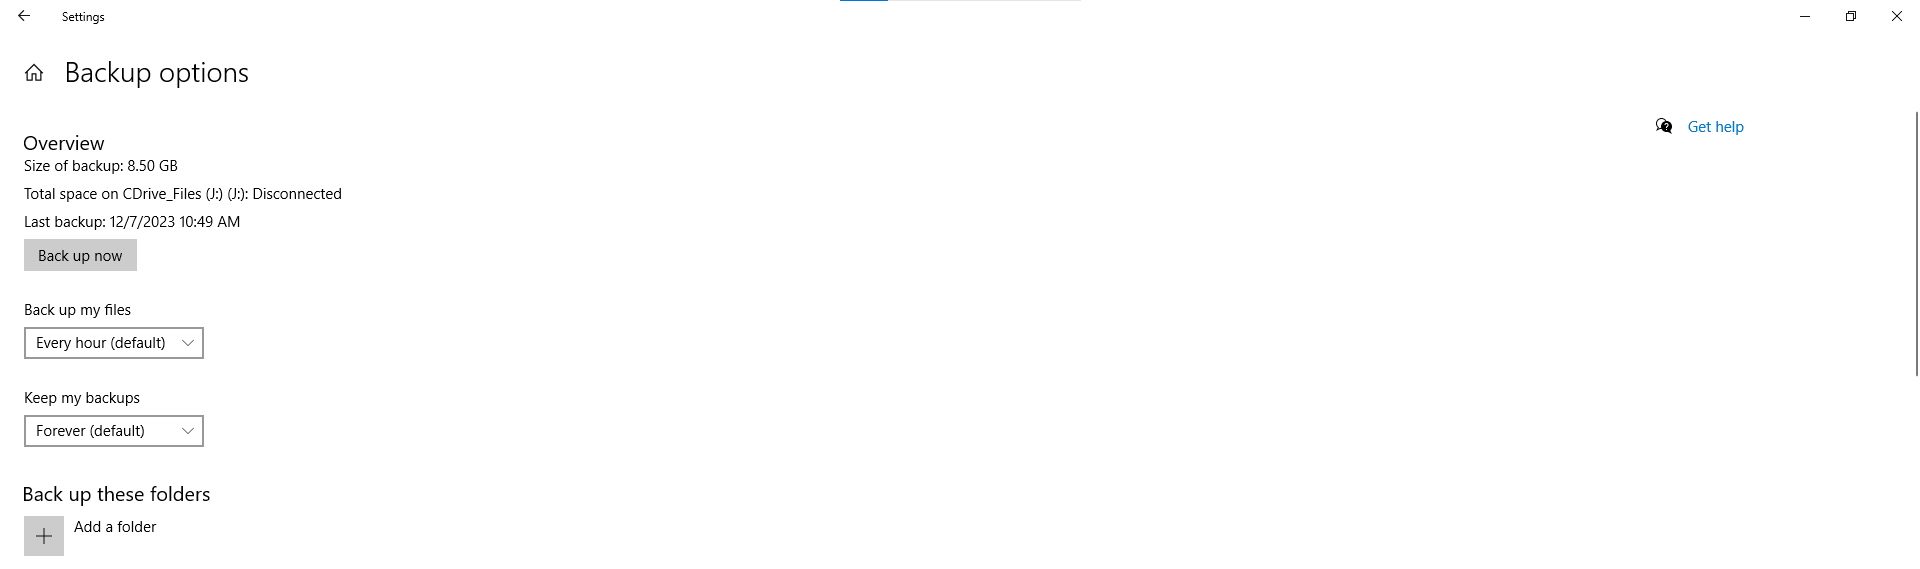 Settings
Backup options
Get help
Overview
Size of backup: 8.50 GB
Total space on CDrive_Files (J:) (J:): Disconnected
Last backup: 12/7/2023 10:49 AM
Back up now
Back up my files
Every hour (default)
Keep my backups
Forever (default)
Back up these folders
Add a folder